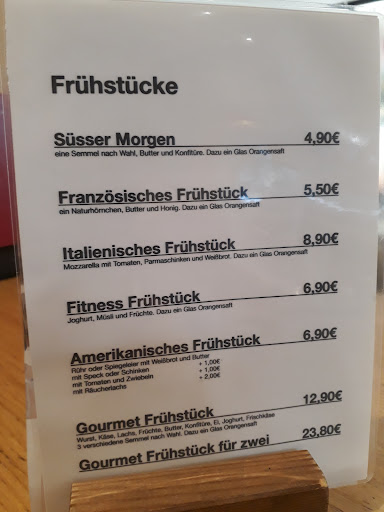 Frühstücke
Süsser Morgen 4,90€
eine Semmel nach Wahl, Butter und Konfitüre. Dazu ein Glas Orangensaft
Französisches Frühstück 5,50€
ein Naturhörnchen, Butter und Honig. Dazu ein Glas Orangensaft
Italienisches Frühstück 8,90€
Mozzarella mit Tomaten, Parmaschinken und Weißbrot. Dazu ein Glas Orangensaft
Fitness Frühstück 6,90€
Joghurt, Müsli und Früchte. Dazu ein Glas Orangensaft
Amerikanisches Frühstück 6,90€
Rühr oder Spiegeleier mit Weißbrot und Butter
mit Speck oder Schinken + 1,00€
mit Tomaten und Zwiebeln + 1,00€
mit Räucherlachs + 2,00€
Gourmet Frühstück 12,90€
Wurst, Käse, Lachs, Früchte, Butter, Konfitüre, Ei, Joghurt, Frischkäse
3 verschiedene Semmel nach Wahl. Dazu ein Glas Orangensaft
Gourmet Frühstück für zwei 23,80€